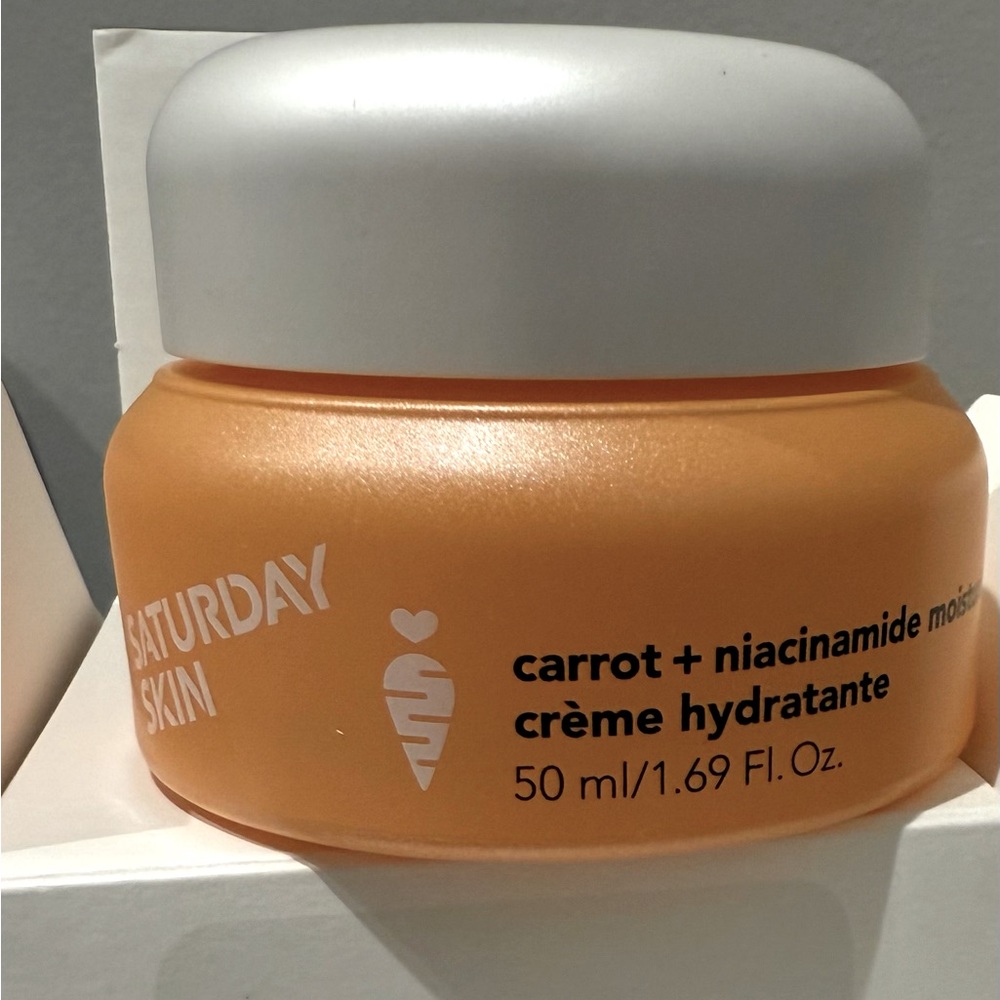 SATURDAY
SKIN
carrot + niacinamide
crème hydratante
50 ml/1.69 Fl. Oz.